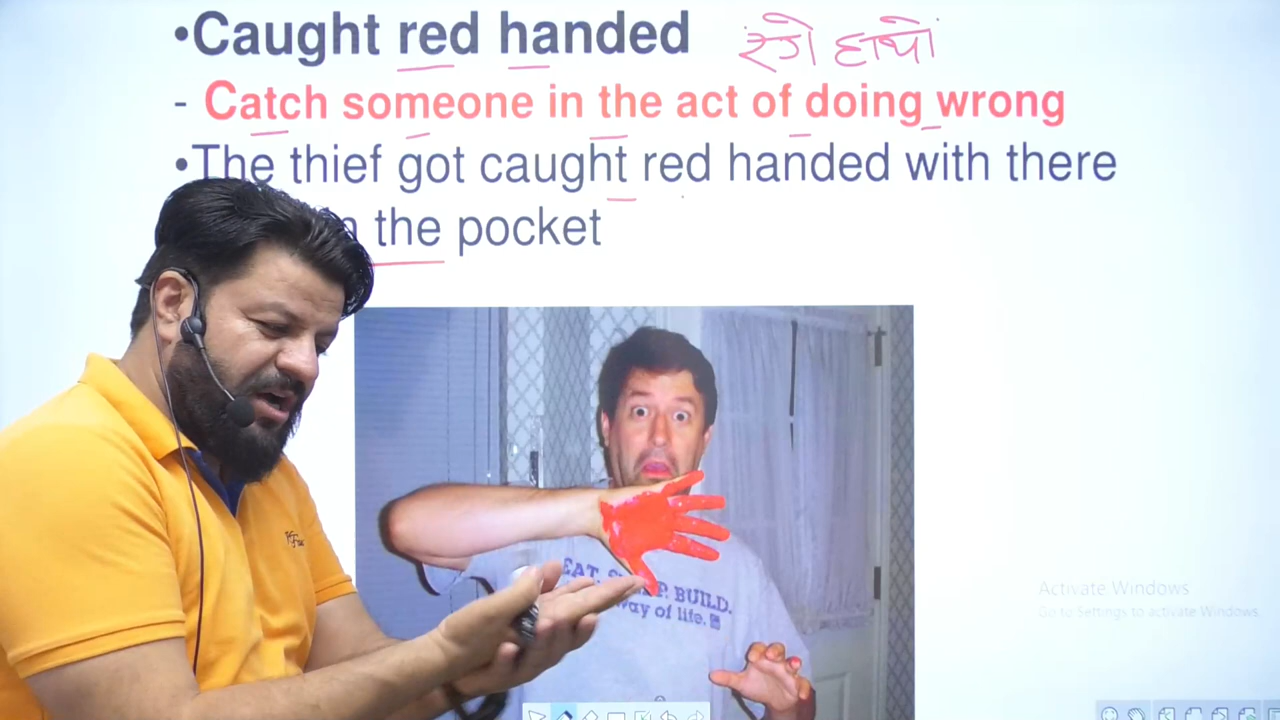 •Caught red handed रंगे हाथों
- Catch someone in the act of doing wrong
•The thief got caught red handed with there
the pocket
EAT. BUILD.
way of life.
Activate Windows
Go to Settings to activate Windows.